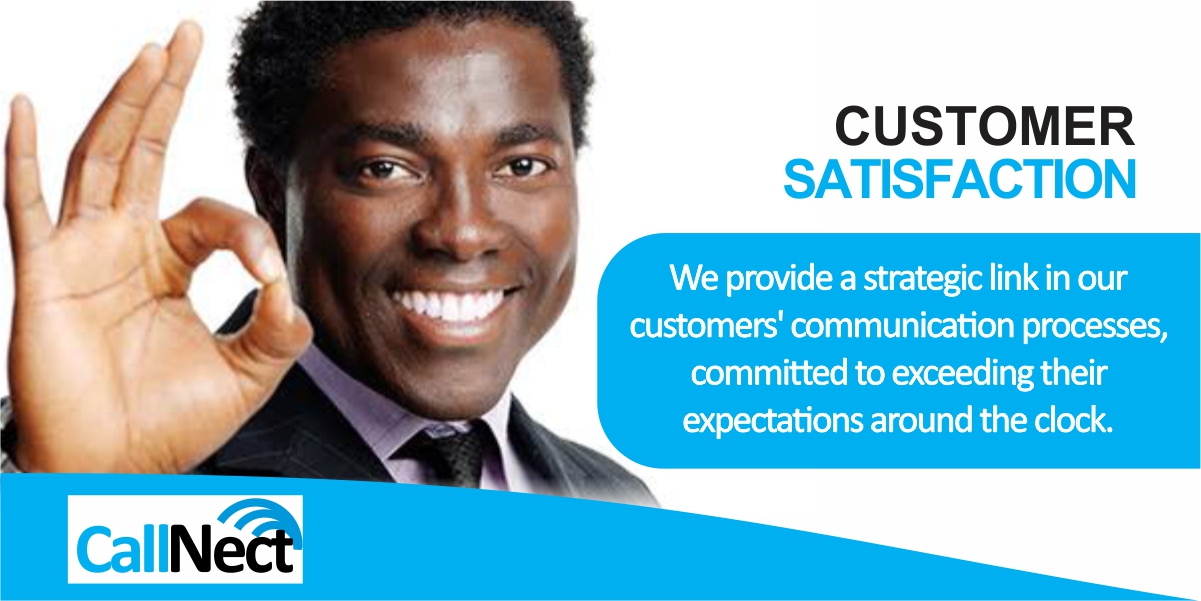 CUSTOMER
SATISFACTION
We provide a strategic link in our
customers' communication processes,
committed to exceeding their
expectations around the clock.
CallNect